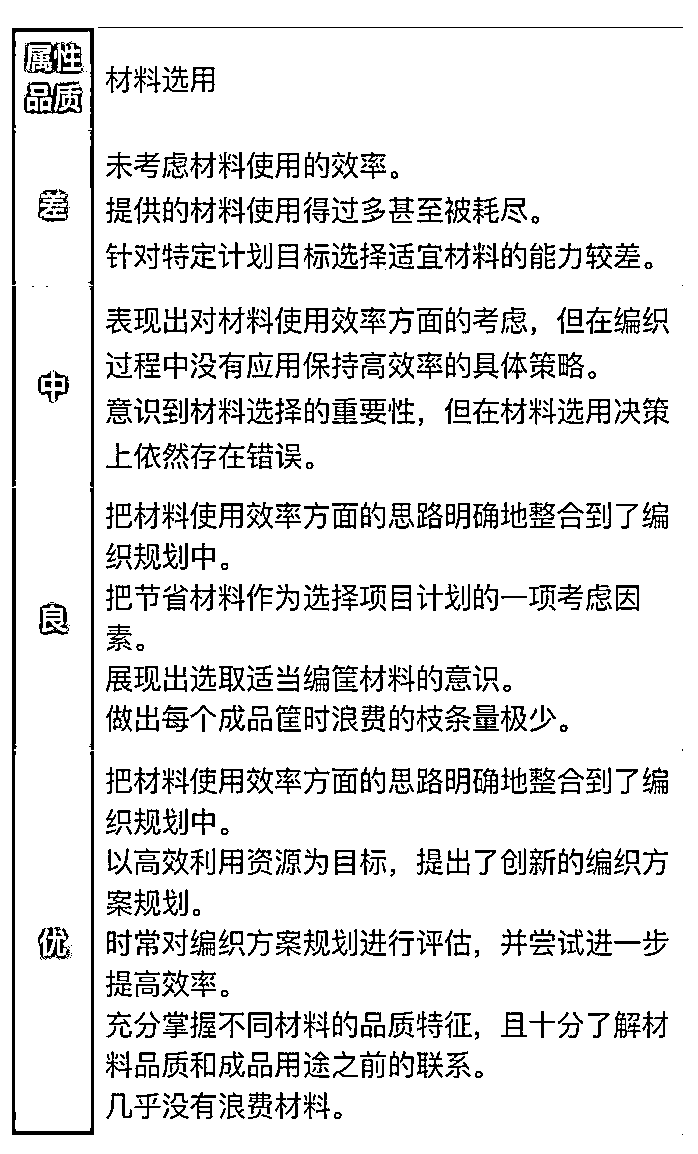 属性
品质
材料选用
差
未考虑材料使用的效率。
提供的材料使用得过多甚至被耗尽。
针对特定计划目标选择适宜材料的能力较差。
中
表现出对材料使用效率方面的考虑，但在编织
过程中没有应用保持高效率的具体策略。
意识到材料选择的重要性，但在材料选用决策
上依然存在错误。
良
把材料使用效率方面的思路明确地整合到了编
织规划中。
把节省材料作为选择项目计划的一项考虑因
素。
展现出选取适当编筐材料的意识。
做出每个成品筐时浪费的枝条量极少。
优
把材料使用效率方面的思路明确地整合到了编
织规划中。
以高效利用资源为目标，提出了创新的编织方
案规划。
时常对编织方案规划进行评估，并尝试进一步
提高效率。
充分掌握不同材料的品质特征，且十分了解材
料品质和成品用途之前的联系。
几乎没有浪费材料。